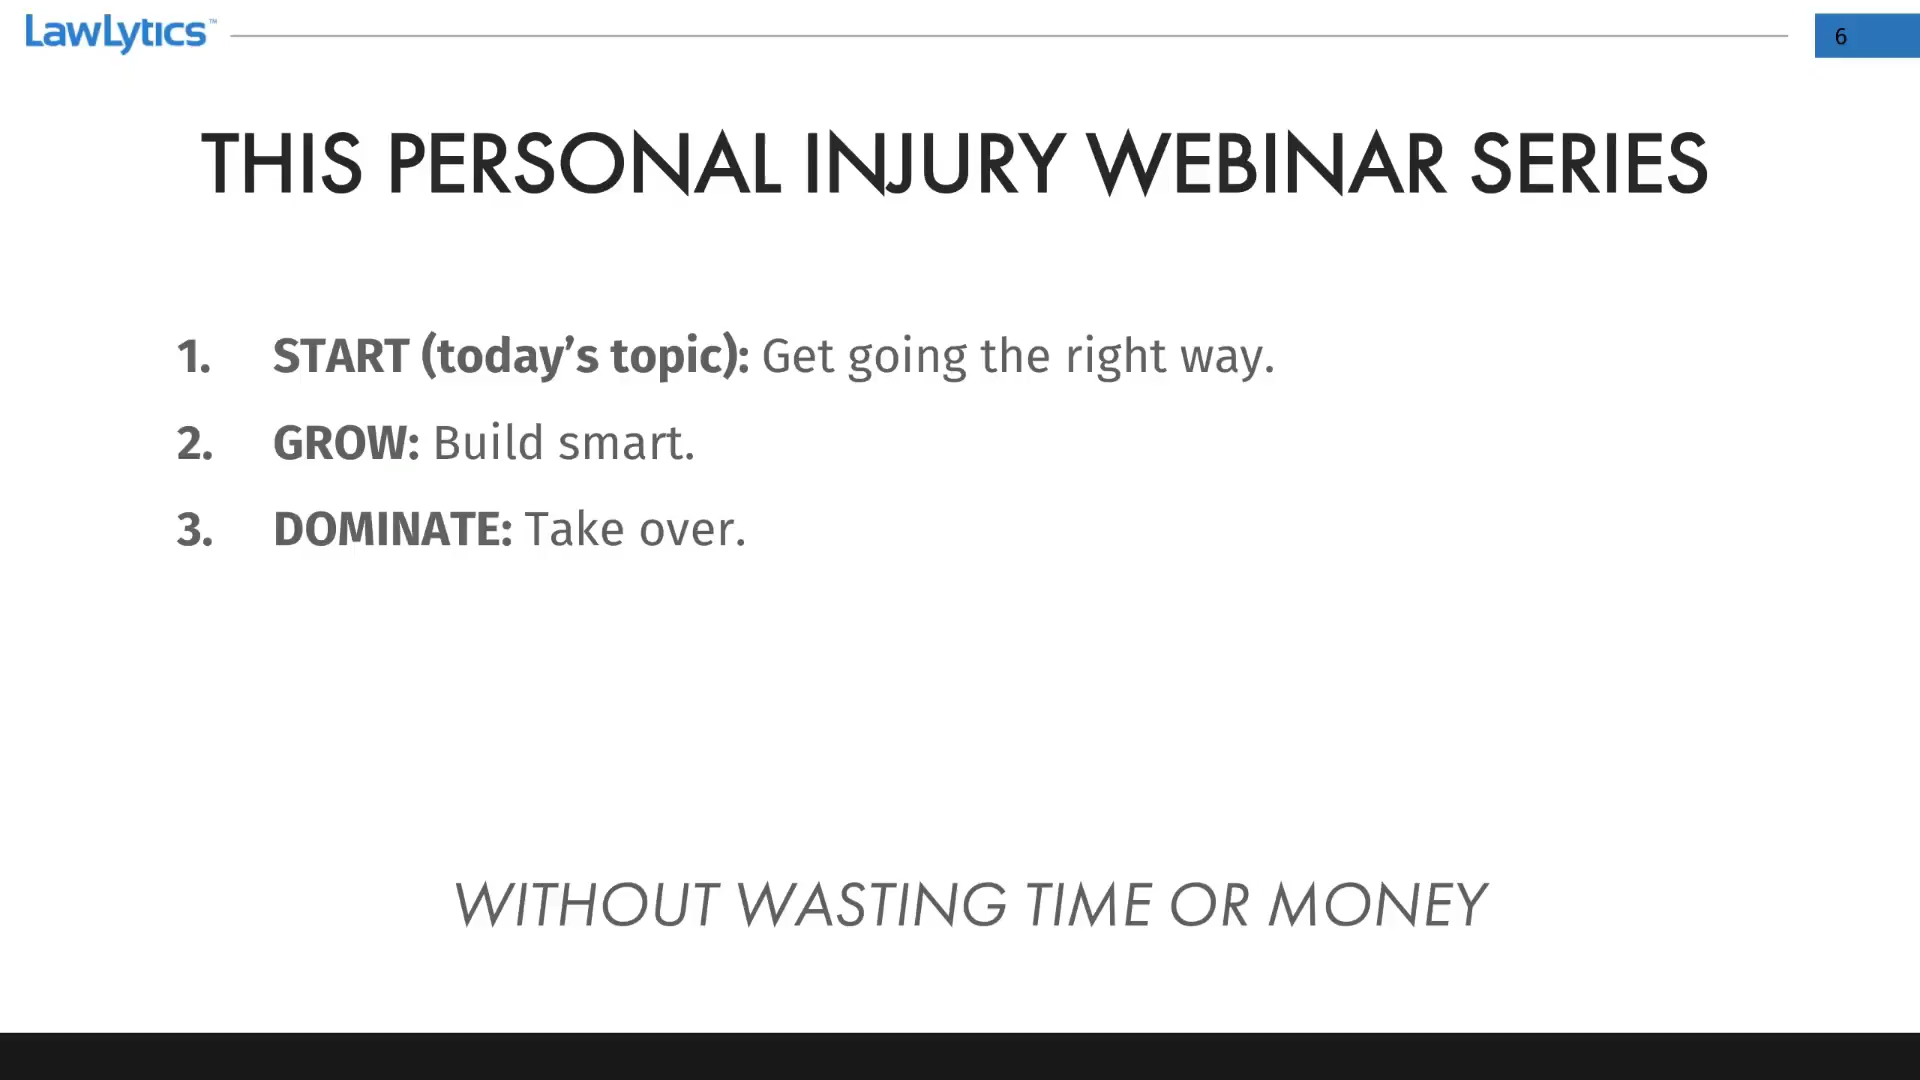 LawLytics™
6
THIS PERSONAL INJURY WEBINAR SERIES
1. START (today’s topic): Get going the right way.
2. GROW: Build smart.
3. DOMINATE: Take over.
WITHOUT WASTING TIME OR MONEY